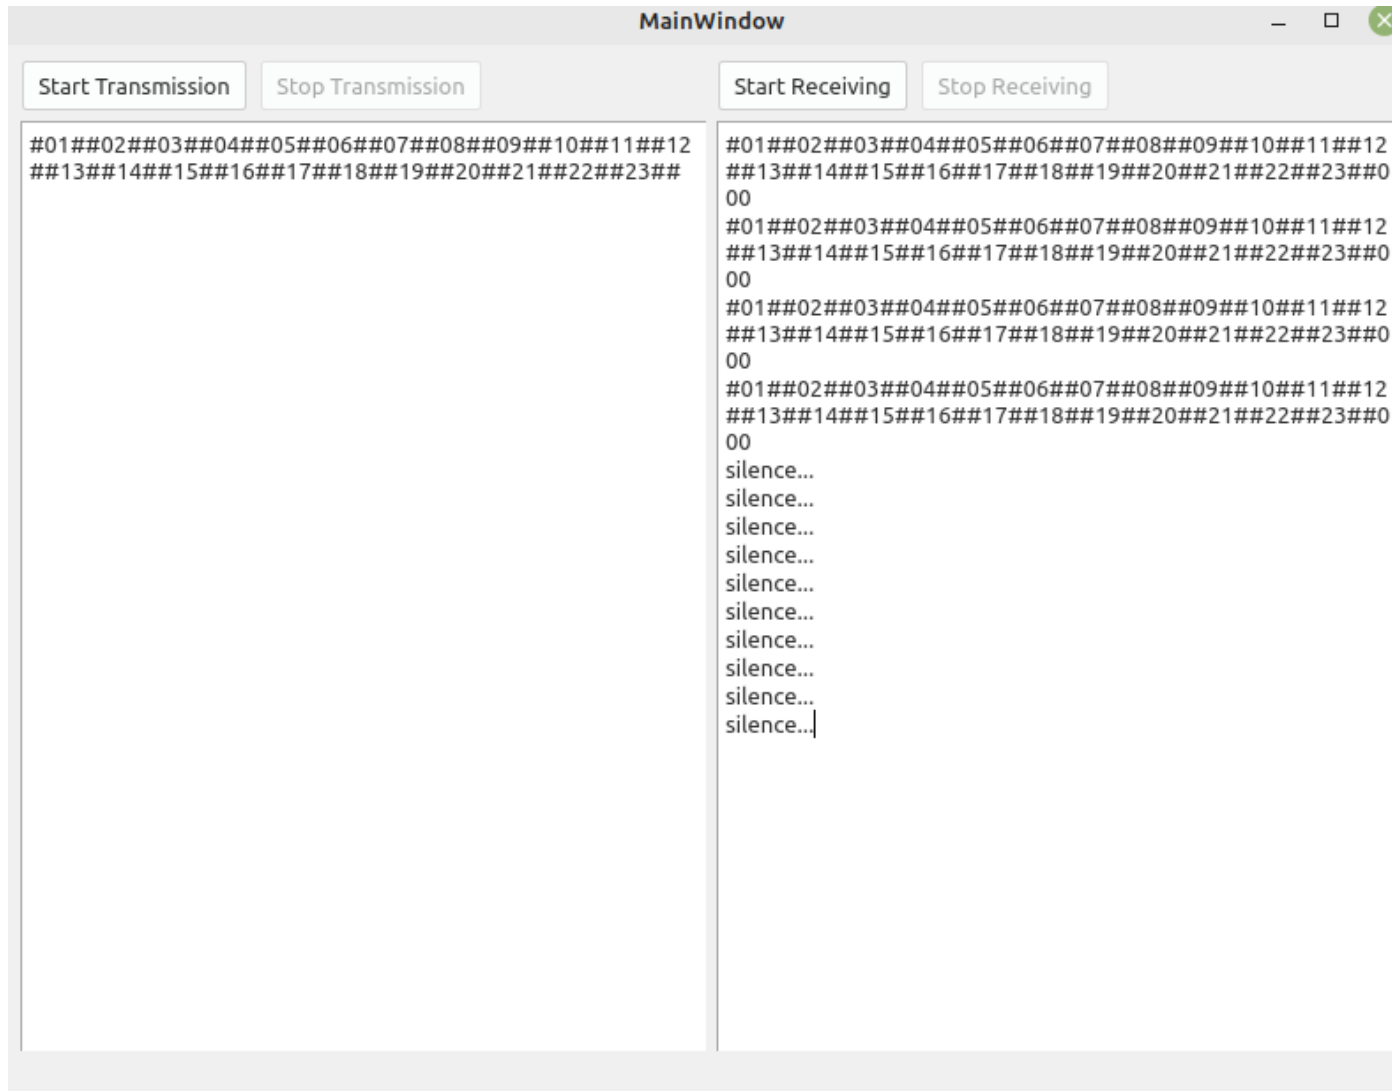 MainWindow
Start Transmission
Stop Transmission
Start Receiving
Stop Receiving
#01##02##03##04##05##06##07##08##09##10##11##12
##13##14##15##16##17##18##19##20##21##22##23##
#01##02##03##04##05##06##07##08##09##10##11##12
##13##14##15##16##17##18##19##20##21##22##23##0
00
#01##02##03##04##05##06##07##08##09##10##11##12
##13##14##15##16##17##18##19##20##21##22##23##0
00
#01##02##03##04##05##06##07##08##09##10##11##12
##13##14##15##16##17##18##19##20##21##22##23##0
00
#01##02##03##04##05##06##07##08##09##10##11##12
##13##14##15##16##17##18##19##20##21##22##23##0
00
silence...
silence...
silence...
silence...
silence...
silence...
silence...
silence...
silence...
silence...